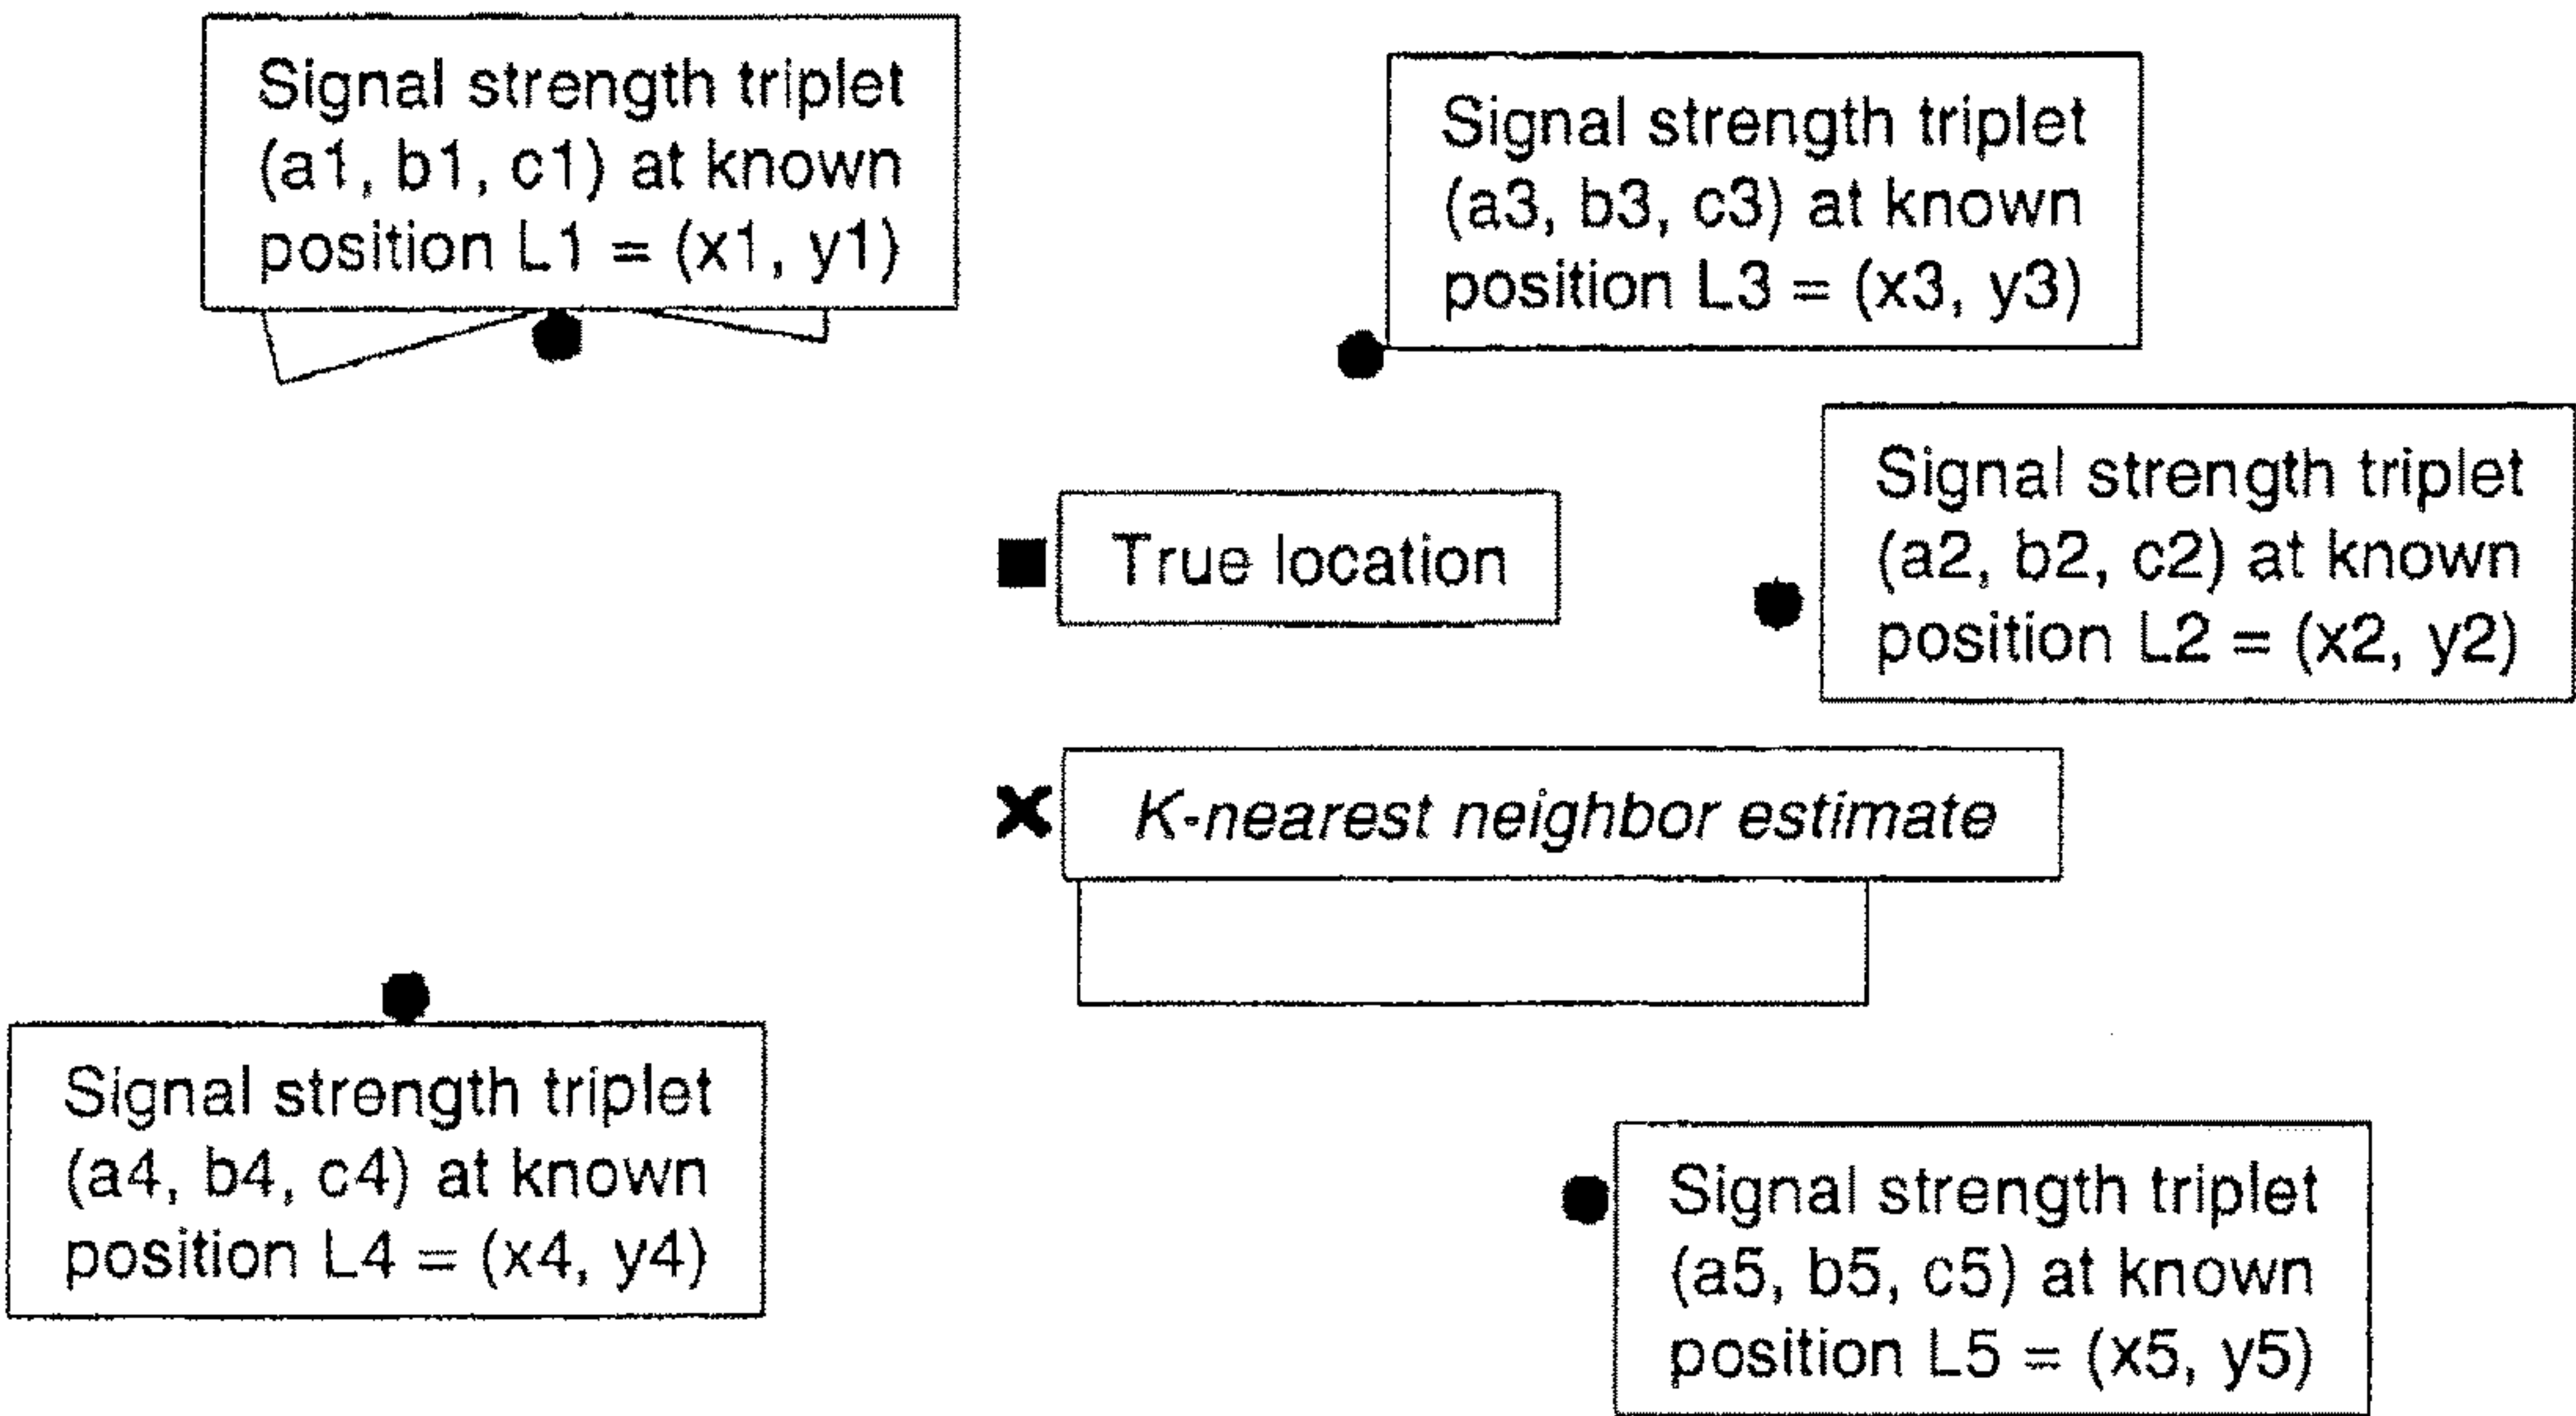 Signal strength triplet
(a1, b1, c1) at known
position L1 = (x1, y1)
Signal strength triplet
(a3, b3, c3) at known
position L3 = (x3, y3)
Signal strength triplet
(a2, b2, c2) at known
position L2 = (x2, y2)
True location
K-nearest neighbor estimate
Signal strength triplet
(a4, b4, c4) at known
position L4 = (x4, y4)
Signal strength triplet
(a5, b5, c5) at known
position L5 = (x5, y5)